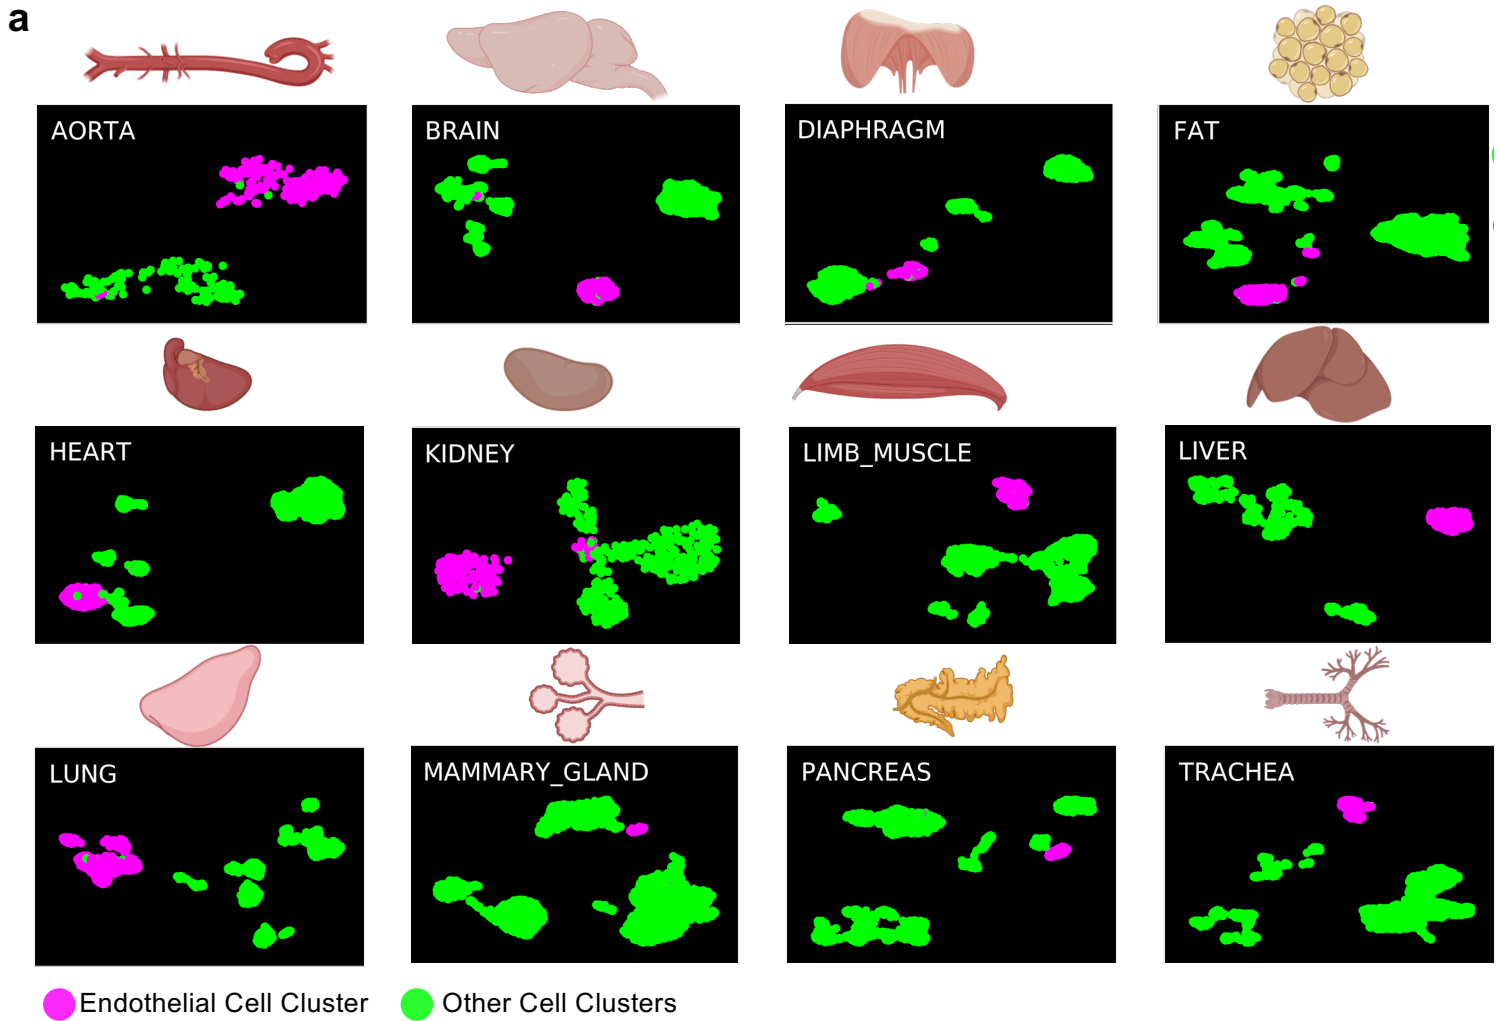 a
AORTA
BRAIN
DIAPHRAGM
FAT
HEART
KIDNEY
LIMB_MUSCLE
LIVER
LUNG
MAMMARY_GLAND
PANCREAS
TRACHEA
Endothelial Cell Cluster
Other Cell Clusters